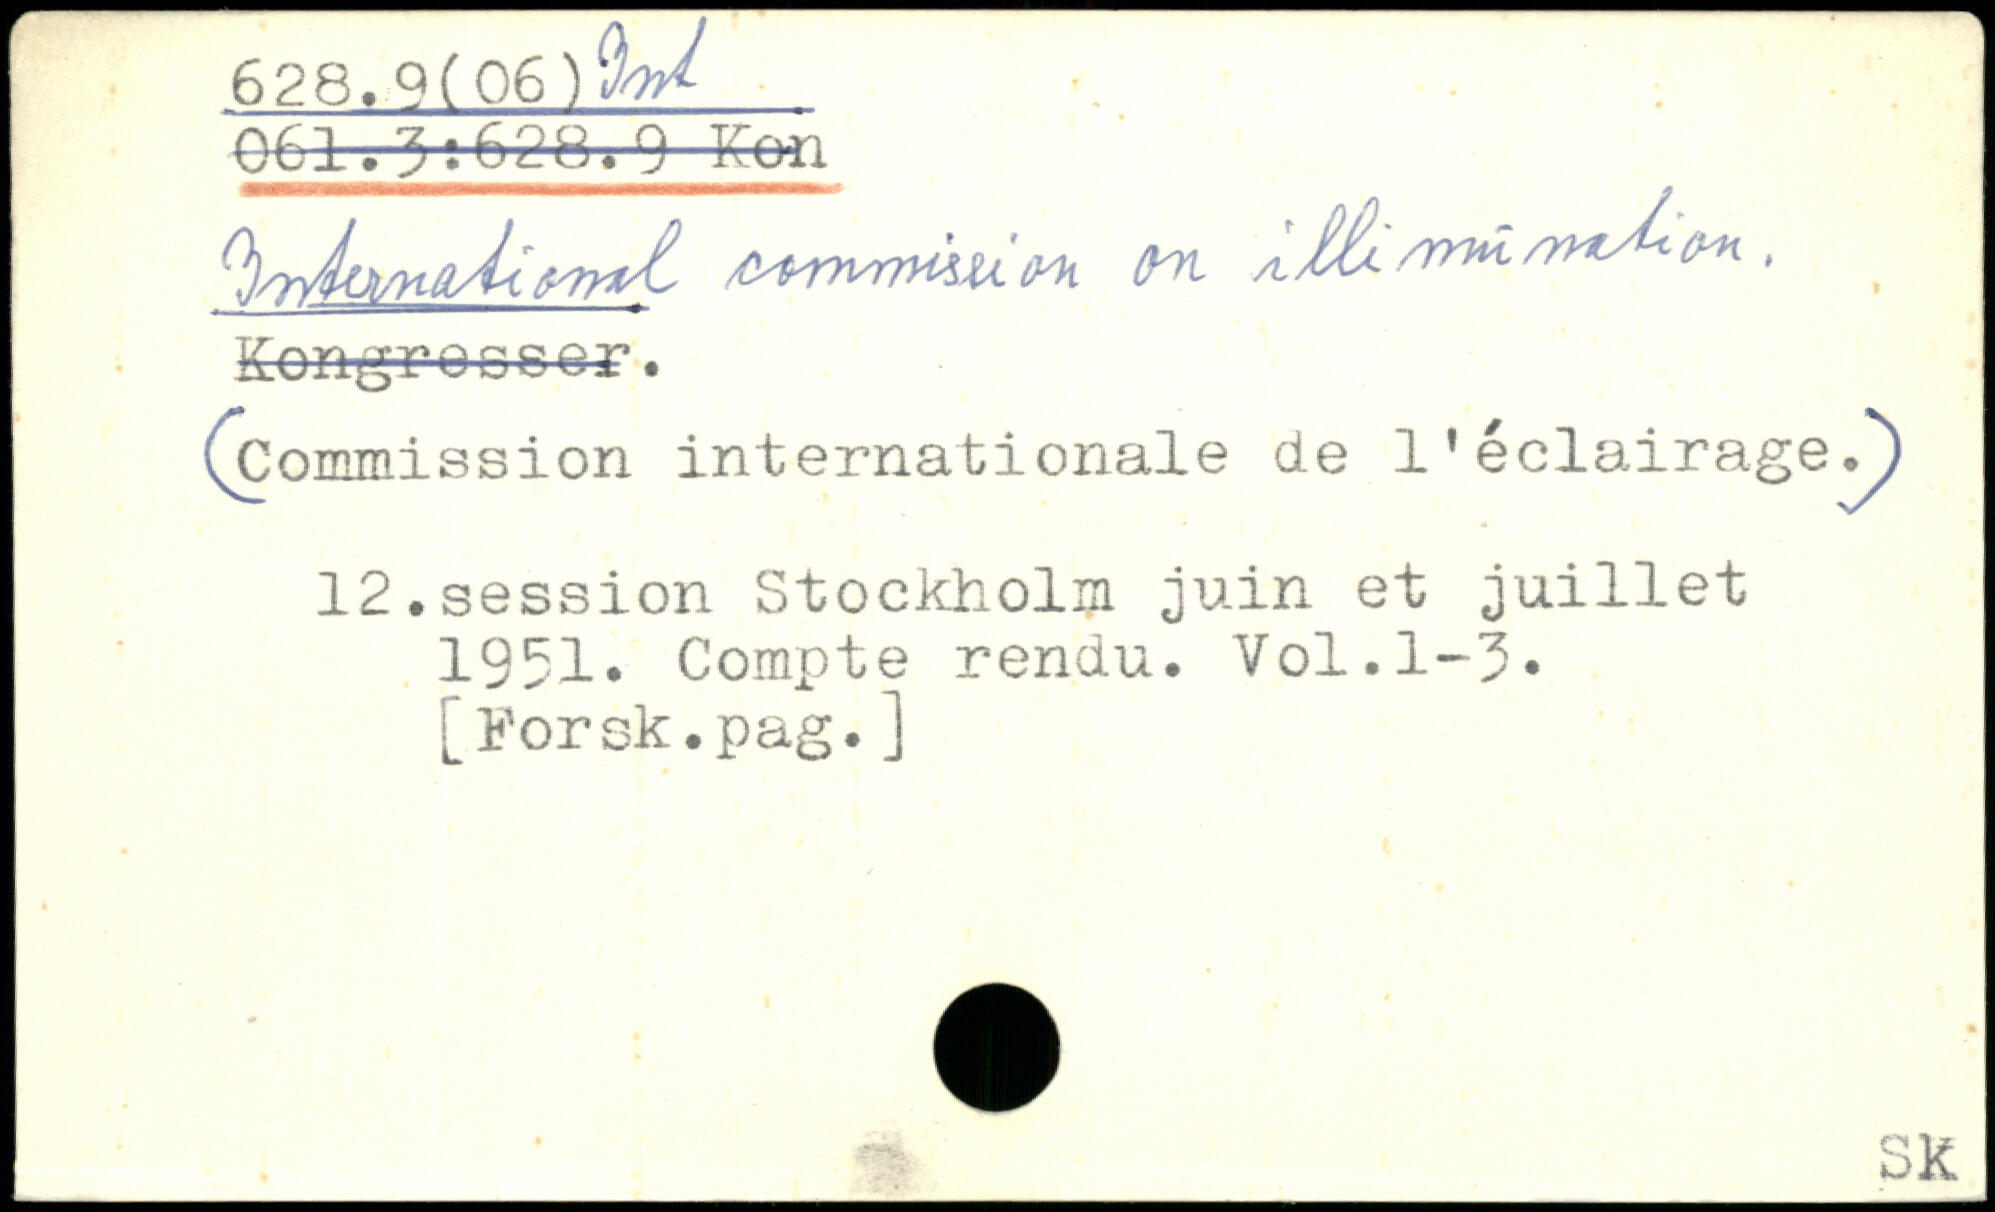 628.9(06) Int
061.3:628.9 Kon
International commission on illimunation.
Kongresser.
(Commission internationale de l'éclairage.)
12.session Stockholm juin et juillet
1951. Compte rendu. Vol.1-3.
[Forsk.pag.]
Sk